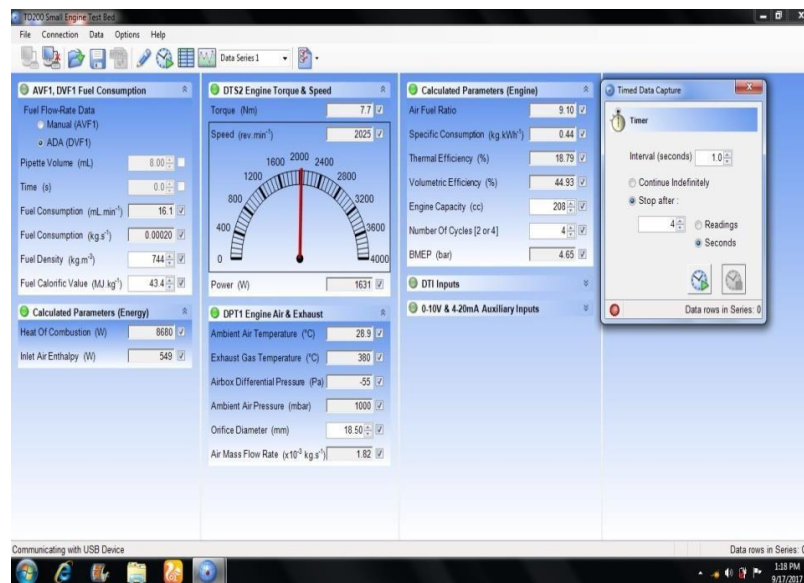 TD200 Small Engine Test Bed
File Connection Data Options Help
Data Series 1
AVF1, DVF1 Fuel Consumption
Fuel Flow-Rate Data
Manual (AVF1)
ADA (DVF1)
Pipette Volume (mL) 8.00
Time (s) 0.0
Fuel Consumption (mL.min⁻¹) 16.1
Fuel Consumption (kg.s⁻¹) 0.00020
Fuel Density (kg.m⁻³) 744
Fuel Calorific Value (MJ.kg⁻¹) 43.4
Calculated Parameters (Energy)
Heat Of Combustion (W) 8680
Inlet Air Enthalpy (W) 549
DTS2 Engine Torque & Speed
Torque (Nm) 7.7
Speed (rev.min⁻¹) 2025
0 400 800 1200 1600 2000 2400 2800 3200 3600 4000
Power (W) 1631
DPT1 Engine Air & Exhaust
Ambient Air Temperature (°C) 28.9
Exhaust Gas Temperature (°C) 380
Airbox Differential Pressure (Pa) -55
Ambient Air Pressure (mbar) 1000
Orifice Diameter (mm) 18.50
Air Mass Flow Rate (x10⁻³ kg.s⁻¹) 1.82
Calculated Parameters (Engine)
Air Fuel Ratio 9.10
Specific Consumption (kg.kWh⁻¹) 0.44
Thermal Efficiency (%) 18.79
Volumetric Efficiency (%) 44.93
Engine Capacity (cc) 208
Number Of Cycles [2 or 4] 4
BMEP (bar) 4.65
DTI Inputs
0-10V & 4-20mA Auxiliary Inputs
Timed Data Capture
Timer
Interval (seconds) 1.0
Continue Indefinitely
Stop after :
4 Readings
Seconds
Data rows in Series: 0
Communicating with USB Device
Data rows in Series: 0
1:18 PM